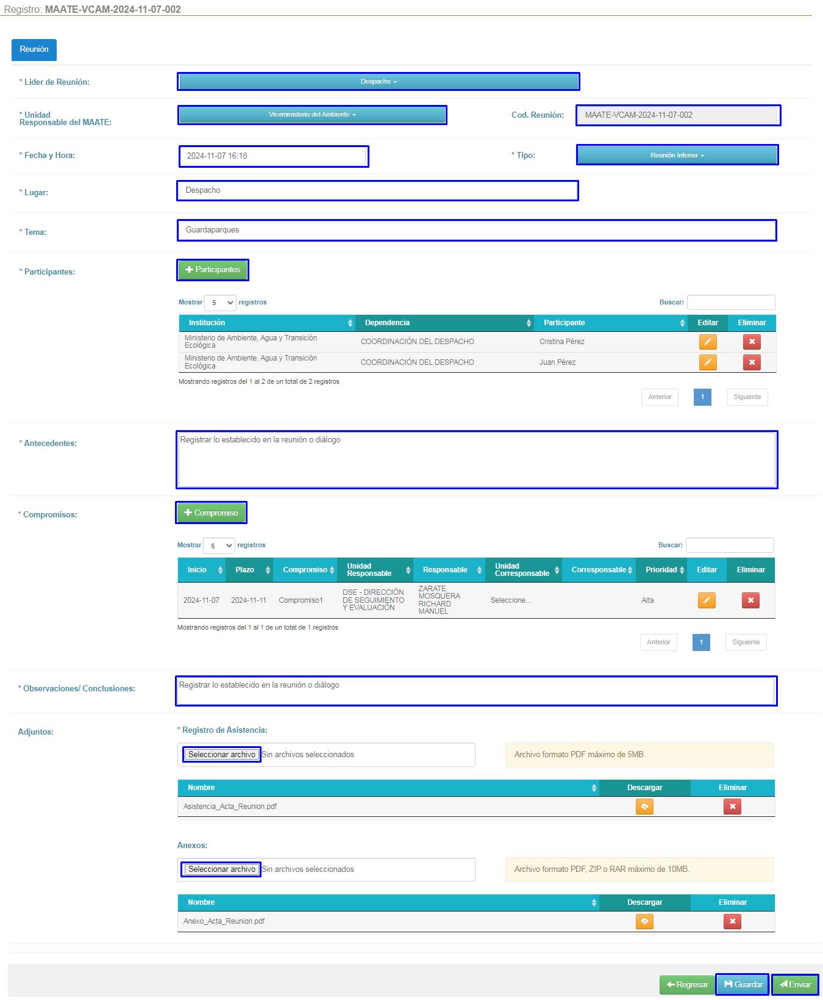 Registro: MAATE-VCAM-2024-11-07-002
Reunión
* Lider de Reunión:
Despacho
* Unidad
Responsable del MAATE:
Viceministerio del Ambiente
Cod. Reunión:
MAATE-VCAM-2024-11-07-002
* Fecha y Hora:
2024-11-07 16:18
* Tipo:
Reunión Interna
* Lugar:
Despacho
* Tema:
Guardaparques
* Participantes:
Participantes
Mostrar 5 registros
Buscar:
Institución Dependencia Participante Editar Eliminar
Ministerio de Ambiente, Agua y Transición
Ecológica
COORDINACIÓN DEL DESPACHO
Cristina Pérez
Ministerio de Ambiente, Agua y Transición
Ecológica
COORDINACIÓN DEL DESPACHO
Juan Pérez
Mostrando registros del 1 al 2 de un total de 2 registros
Anterior 1 Siguiente
* Antecedentes:
Registrar lo establecido en la reunión o diálogo
* Compromisos:
Compromiso
Mostrar 5 registros
Buscar:
Inicio
Plazo
Compromiso
Unidad
Responsable
Responsable
Unidad
Corresponsable
Corresponsable
Prioridad
Editar
Eliminar
2024-11-07
2024-11-11
Compromiso1
DSE - DIRECCIÓN
DE SEGUIMIENTO
Y EVALUACIÓN
ZARATE
MOSQUERA
RICHARD
MANUEL
Seleccione...
Alta
Mostrando registros del 1 al 1 de un total de 1 registros
Anterior 1 Siguiente
* Observaciones/ Conclusiones:
Registrar lo establecido en la reunión o diálogo
Adjuntos:
* Registro de Asistencia:
Seleccionar archivo Sin archivos seleccionados
Archivo formato PDF máximo de 5MB.
Nombre Descargar Eliminar
Asistencia_Acta_Reunion.pdf
Anexos:
Seleccionar archivo Sin archivos seleccionados
Archivo formato PDF, ZIP o RAR máximo de 10MB.
Nombre Descargar Eliminar
Anexo_Acta_Reunion.pdf
Regresar Guardar Enviar